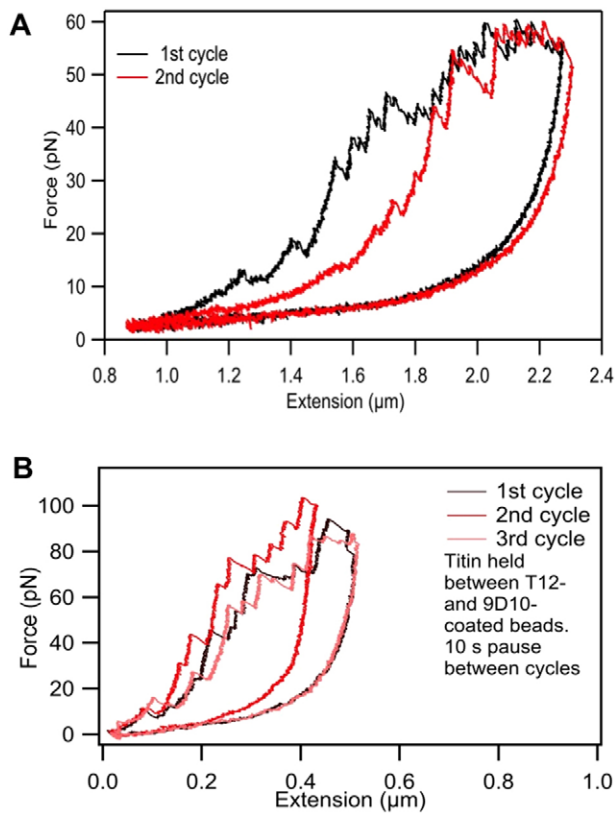 A
60
50
40
30
20
10
0
Force (pN)
1st cycle
2nd cycle
0.8 1.0 1.2 1.4 1.6 1.8 2.0 2.2 2.4
Extension (µm)
B
100
80
60
40
20
0
Force (pN)
1st cycle
2nd cycle
3rd cycle
Titin held
between T12-
and 9D10-
coated beads.
10 s pause
between cycles
0.0 0.2 0.4 0.6 0.8 1.0
Extension (µm)